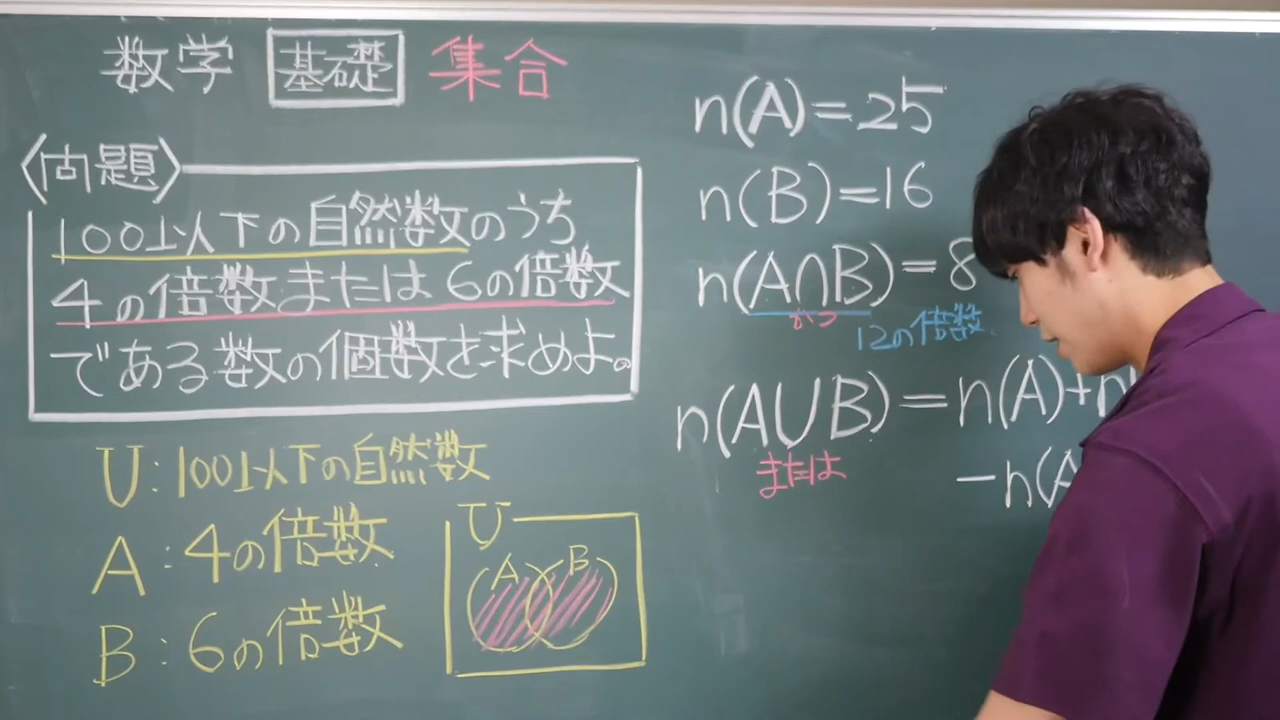 数学 基礎 集合
〈問題〉
100以下の自然数のうち
4の倍数または6の倍数
である数の個数を求めよ。
U:100以下の自然数
A:4の倍数
B:6の倍数
U
A B
n(A)=25
n(B)=16
n(A∩B)=8
かつ
12の倍数
n(A∪B)=n(A)+n
または
-n(A